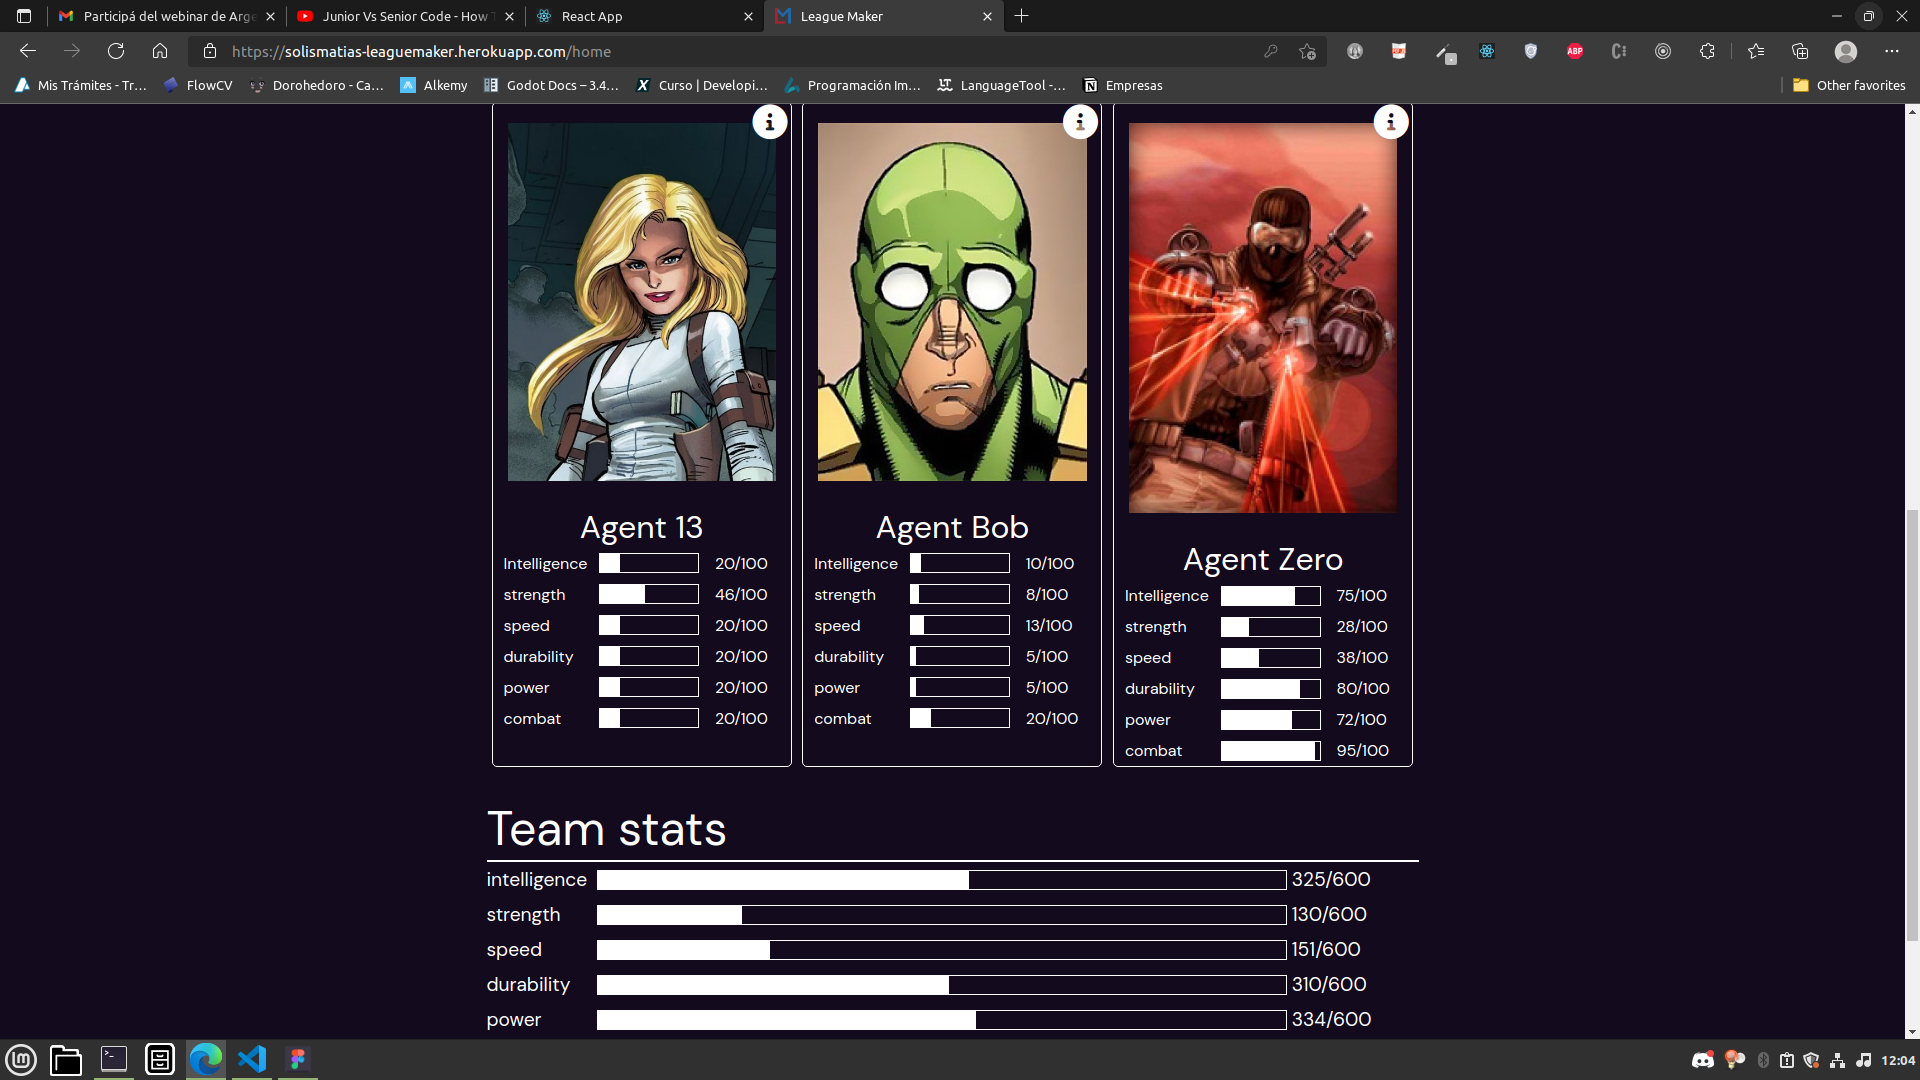 Participá del webinar de Arge
Junior Vs Senior Code - How T
React App
League Maker
https://solismatias-leaguemaker.herokuapp.com/home
Mis Trámites - Tr...
FlowCV
Dorohedoro - Ca...
Alkemy
Godot Docs – 3.4...
Curso | Developi...
Programación Im...
LanguageTool -...
Empresas
Other favorites
Agent 13
Intelligence 20/100
strength 46/100
speed 20/100
durability 20/100
power 20/100
combat 20/100
Agent Bob
Intelligence 10/100
strength 8/100
speed 13/100
durability 5/100
power 5/100
combat 20/100
Agent Zero
Intelligence 75/100
strength 28/100
speed 38/100
durability 80/100
power 72/100
combat 95/100
Team stats
intelligence 325/600
strength 130/600
speed 151/600
durability 310/600
power 334/600
12:04